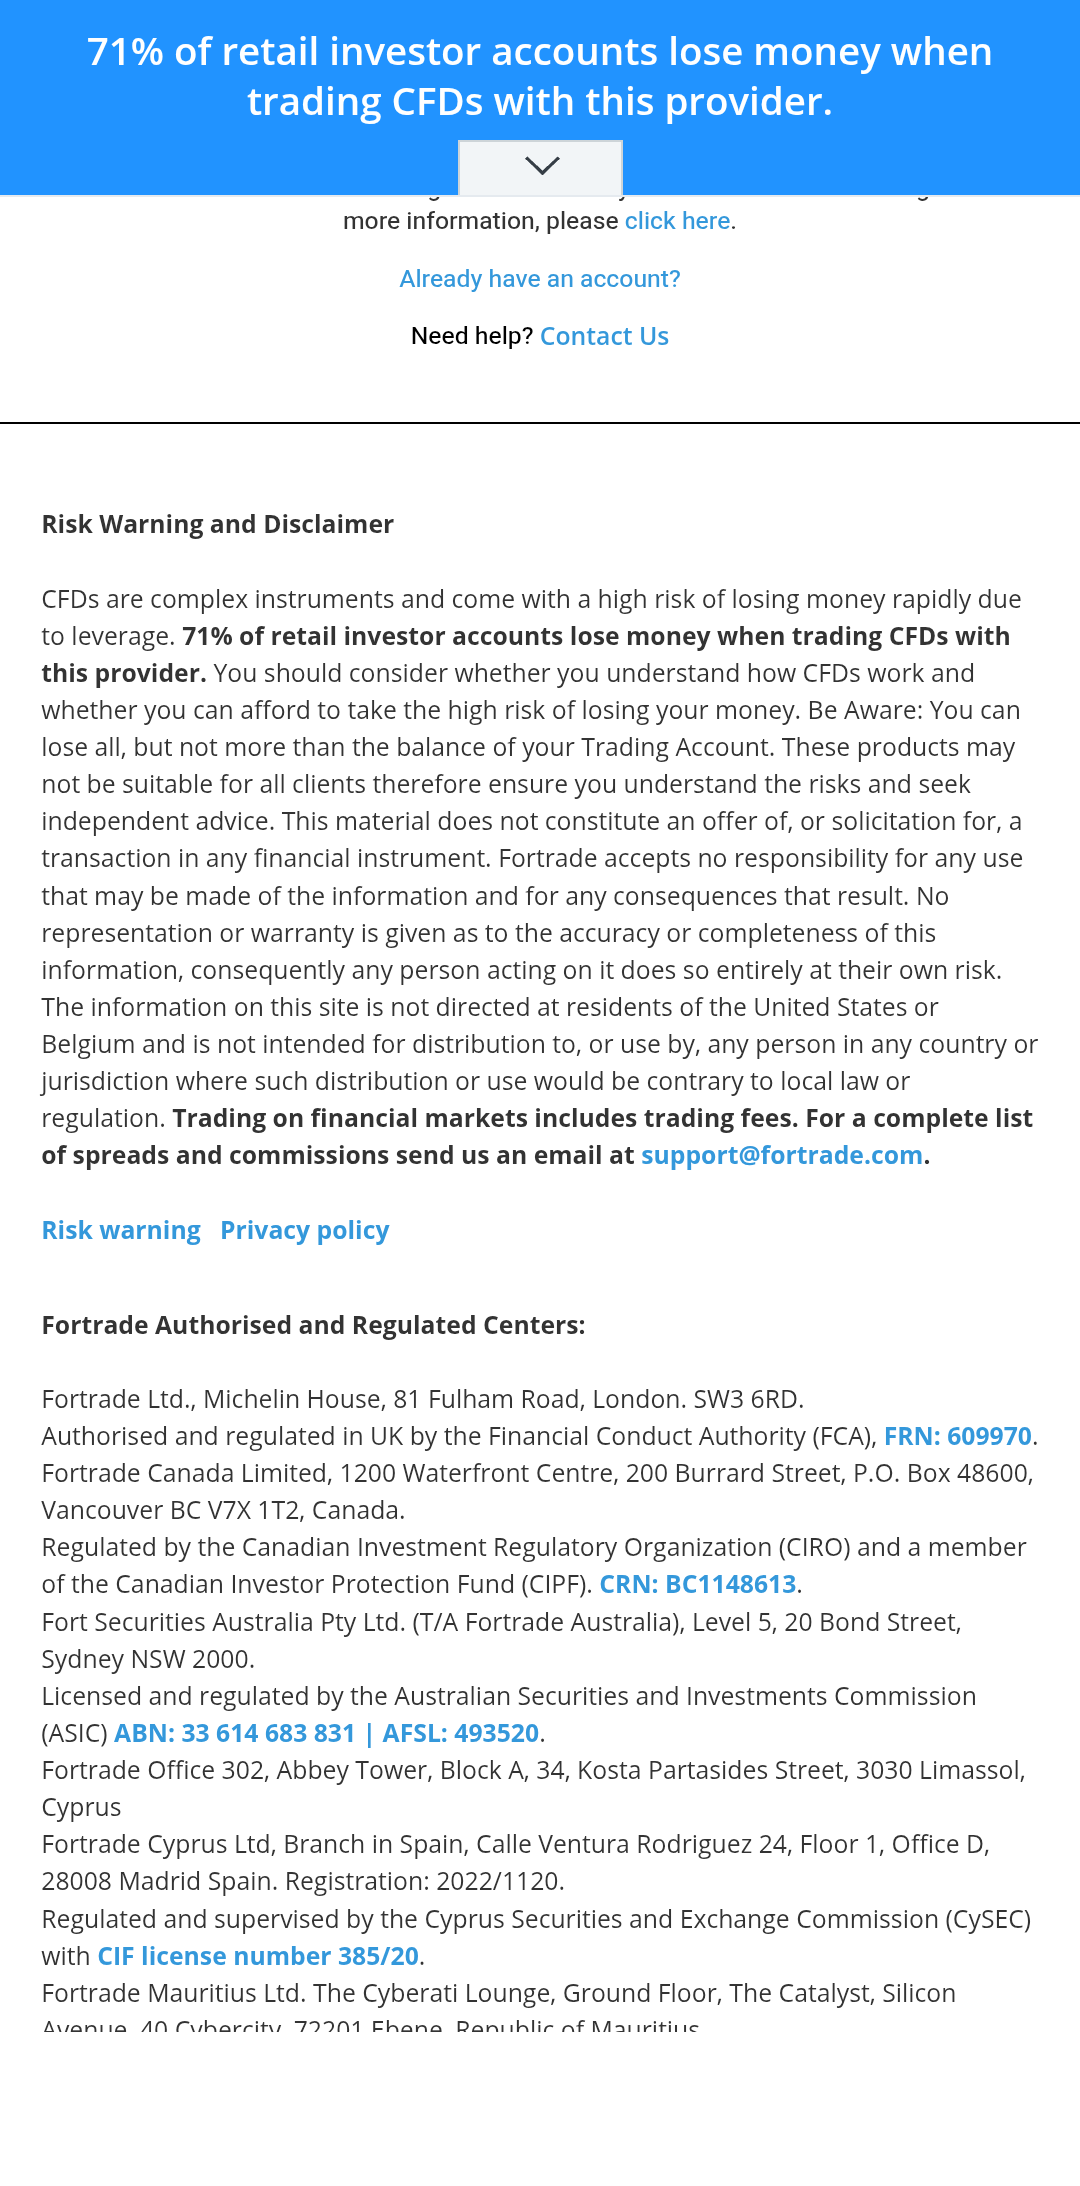 71% of retail investor accounts lose money when
trading CFDs with this provider.
more information, please click here.
Already have an account?
Need help? Contact Us
Risk Warning and Disclaimer
CFDs are complex instruments and come with a high risk of losing money rapidly due
to leverage. 71% of retail investor accounts lose money when trading CFDs with
this provider. You should consider whether you understand how CFDs work and
whether you can afford to take the high risk of losing your money. Be Aware: You can
lose all, but not more than the balance of your Trading Account. These products may
not be suitable for all clients therefore ensure you understand the risks and seek
independent advice. This material does not constitute an offer of, or solicitation for, a
transaction in any financial instrument. Fortrade accepts no responsibility for any use
that may be made of the information and for any consequences that result. No
representation or warranty is given as to the accuracy or completeness of this
information, consequently any person acting on it does so entirely at their own risk.
The information on this site is not directed at residents of the United States or
Belgium and is not intended for distribution to, or use by, any person in any country or
jurisdiction where such distribution or use would be contrary to local law or
regulation. Trading on financial markets includes trading fees. For a complete list
of spreads and commissions send us an email at support@fortrade.com.
Risk warning Privacy policy
Fortrade Authorised and Regulated Centers:
Fortrade Ltd., Michelin House, 81 Fulham Road, London. SW3 6RD.
Authorised and regulated in UK by the Financial Conduct Authority (FCA), FRN: 609970.
Fortrade Canada Limited, 1200 Waterfront Centre, 200 Burrard Street, P.O. Box 48600,
Vancouver BC V7X 1T2, Canada.
Regulated by the Canadian Investment Regulatory Organization (CIRO) and a member
of the Canadian Investor Protection Fund (CIPF). CRN: BC1148613.
Fort Securities Australia Pty Ltd. (T/A Fortrade Australia), Level 5, 20 Bond Street,
Sydney NSW 2000.
Licensed and regulated by the Australian Securities and Investments Commission
(ASIC) ABN: 33 614 683 831 | AFSL: 493520.
Fortrade Office 302, Abbey Tower, Block A, 34, Kosta Partasides Street, 3030 Limassol,
Cyprus
Fortrade Cyprus Ltd, Branch in Spain, Calle Ventura Rodriguez 24, Floor 1, Office D,
28008 Madrid Spain. Registration: 2022/1120.
Regulated and supervised by the Cyprus Securities and Exchange Commission (CySEC)
with CIF license number 385/20.
Fortrade Mauritius Ltd. The Cyberati Lounge, Ground Floor, The Catalyst, Silicon
Avenue, 40 Cybercity, 72201 Ebene, Republic of Mauritius